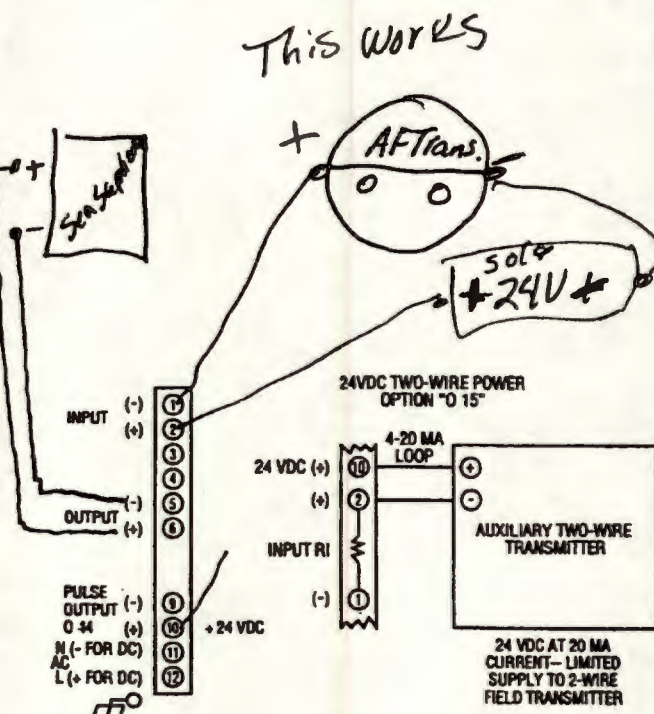 This works
+ AFTrans. -
+
-
sola
+ 24V +
24VDC TWO-WIRE POWER
OPTION "O 15"
INPUT
(-) 1
(+) 2
3
4
OUTPUT
(-) 5
(+) 6
PULSE
OUTPUT (-) 9
O 44 (+) 10 + 24 VDC
N (- FOR DC) 11
AC
L (+ FOR DC) 12
4-20 MA
LOOP
24 VDC (+) 10 +
(+) 2 -
INPUT RI
(-) 1
AUXILIARY TWO-WIRE
TRANSMITTER
24 VDC AT 20 MA
CURRENT-- LIMITED
SUPPLY TO 2-WIRE
FIELD TRANSMITTER